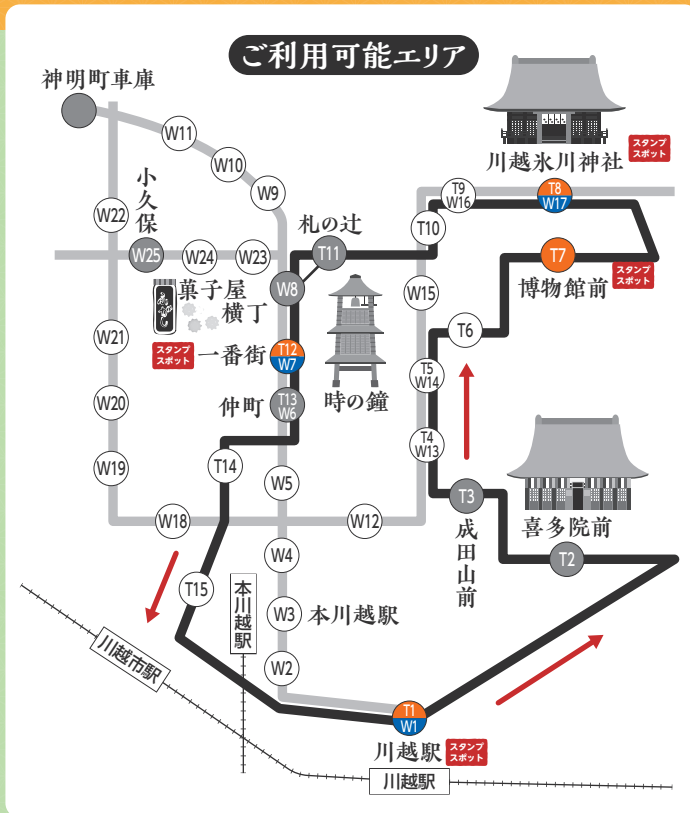 ご利用可能エリア
神明町車庫
W11
W10
W9
小久保
W22
W25
W24
W23
札の辻
T11
T10
T9
W16
T8
W17
川越氷川神社
スタンプ
スポット
T7
博物館前
スタンプ
スポット
菓子屋
横丁
W8
W15
W21
スタンプ
スポット
一番街
T12
W7
時の鐘
T6
T5
W14
W20
仲町
T13
W6
T4
W13
W19
T14
W5
T3
成田山前
喜多院前
T2
W18
W12
W4
T15
本川越駅
W3
本川越駅
W2
川越市駅
T1
W1
川越駅
スタンプ
スポット
川越駅